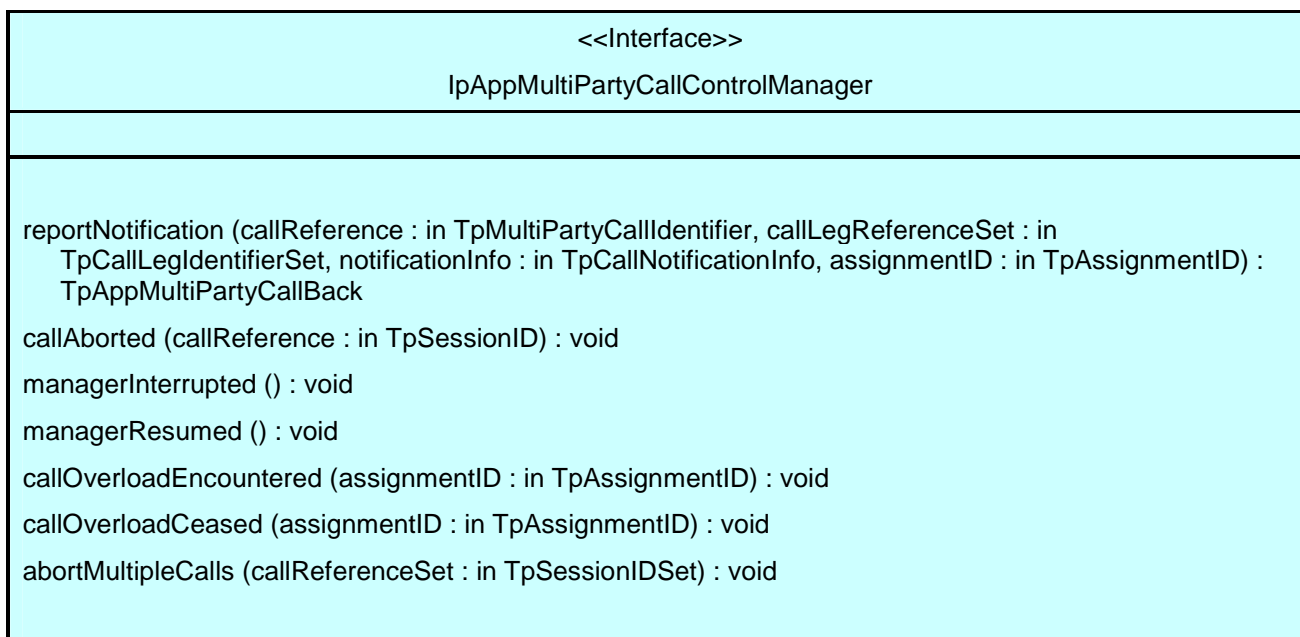 <<Interface>>
IpAppMultiPartyCallControlManager
reportNotification (callReference : in TpMultiPartyCallIdentifier, callLegReferenceSet : in
TpCallLegIdentifierSet, notificationInfo : in TpCallNotificationInfo, assignmentID : in TpAssignmentID) :
TpAppMultiPartyCallBack
callAborted (callReference : in TpSessionID) : void
managerInterrupted () : void
managerResumed () : void
callOverloadEncountered (assignmentID : in TpAssignmentID) : void
callOverloadCeased (assignmentID : in TpAssignmentID) : void
abortMultipleCalls (callReferenceSet : in TpSessionIDSet) : void